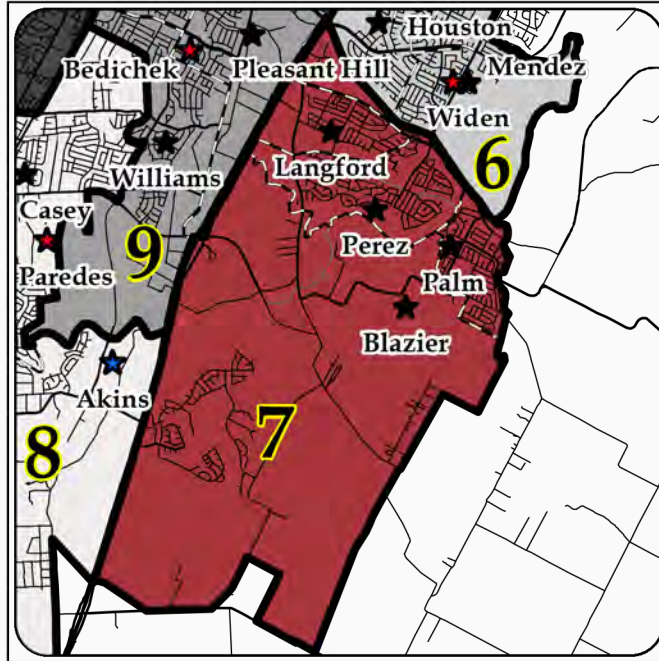 Houston
Bedichek
Pleasant Hill
Mendez
Widen
Langford
6
Williams
Casey
Perez
9
Paredes
Palm
Blazier
Akins
7
8